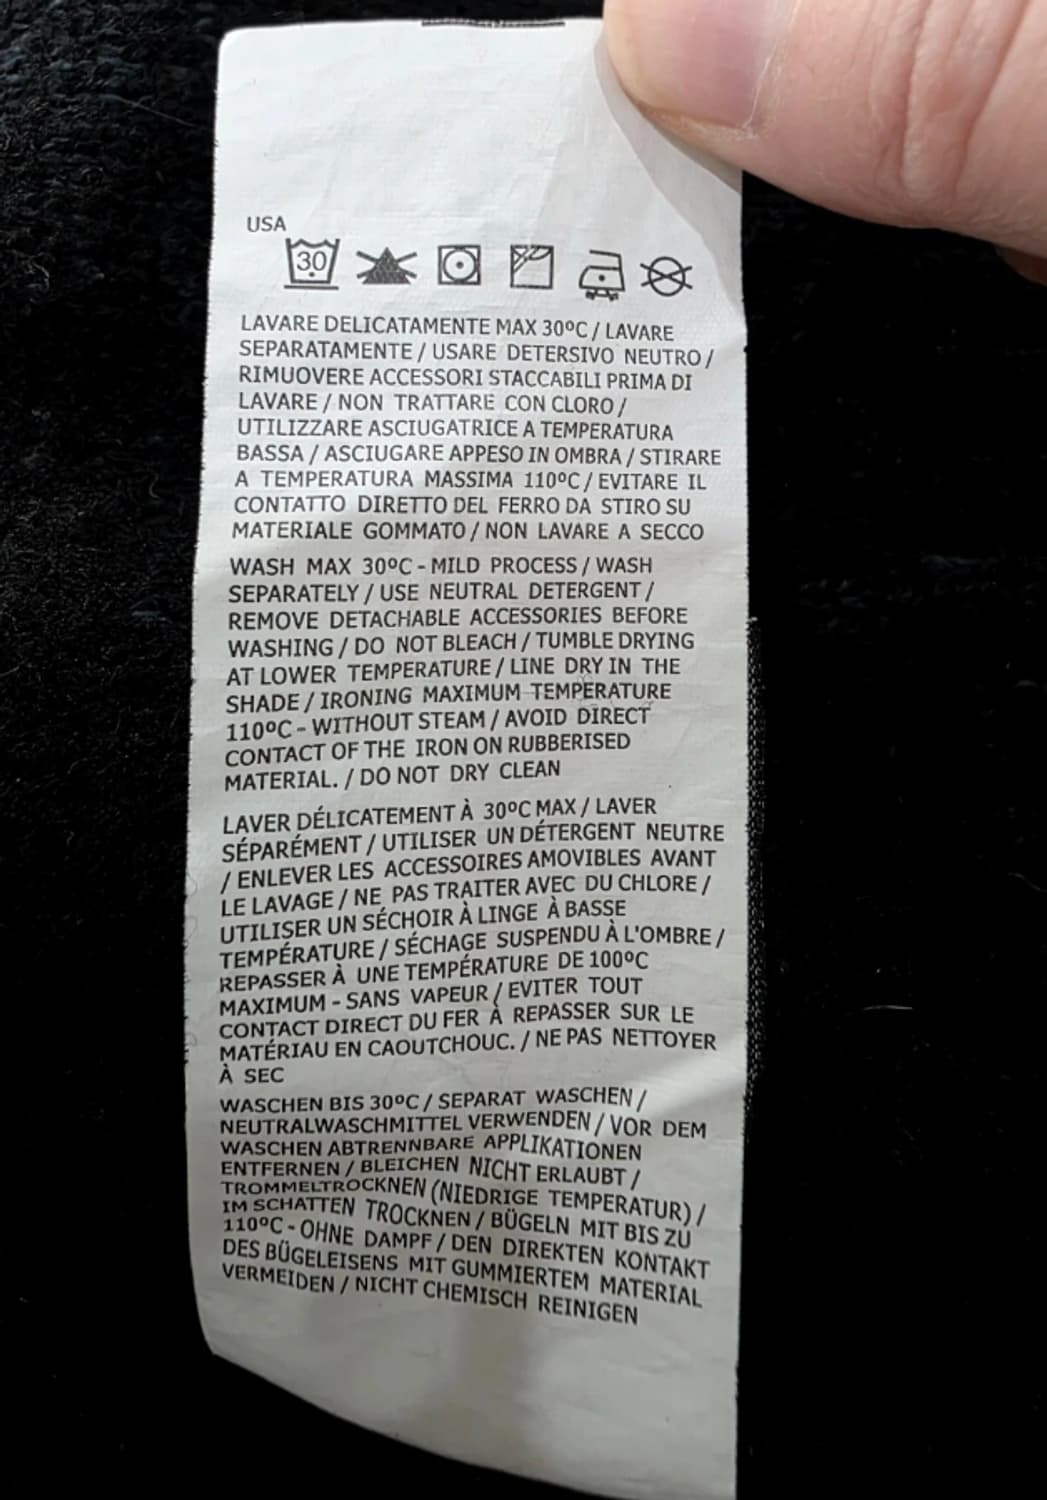 USA
30
LAVARE DELICATAMENTE MAX 30ºC / LAVARE
SEPARATAMENTE / USARE DETERSIVO NEUTRO /
RIMUOVERE ACCESSORI STACCABILI PRIMA DI
LAVARE / NON TRATTARE CON CLORO /
UTILIZZARE ASCIUGATRICE A TEMPERATURA
BASSA / ASCIUGARE APPESO IN OMBRA / STIRARE
A TEMPERATURA MASSIMA 110ºC / EVITARE IL
CONTATTO DIRETTO DEL FERRO DA STIRO SU
MATERIALE GOMMATO / NON LAVARE A SECCO
WASH MAX 30ºC - MILD PROCESS / WASH
SEPARATELY / USE NEUTRAL DETERGENT /
REMOVE DETACHABLE ACCESSORIES BEFORE
WASHING / DO NOT BLEACH / TUMBLE DRYING
AT LOWER TEMPERATURE / LINE DRY IN THE
SHADE / IRONING MAXIMUM TEMPERATURE
110ºC - WITHOUT STEAM / AVOID DIRECT
CONTACT OF THE IRON ON RUBBERISED
MATERIAL. / DO NOT DRY CLEAN
LAVER DÉLICATEMENT À 30ºC MAX / LAVER
SÉPARÉMENT / UTILISER UN DÉTERGENT NEUTRE
/ ENLEVER LES ACCESSOIRES AMOVIBLES AVANT
LE LAVAGE / NE PAS TRAITER AVEC DU CHLORE /
UTILISER UN SÉCHOIR À LINGE À BASSE
TEMPÉRATURE / SÉCHAGE SUSPENDU À L'OMBRE /
REPASSER À UNE TEMPÉRATURE DE 100ºC
MAXIMUM - SANS VAPEUR / EVITER TOUT
CONTACT DIRECT DU FER À REPASSER SUR LE
MATÉRIAU EN CAOUTCHOUC. / NE PAS NETTOYER
À SEC
WASCHEN BIS 30ºC / SEPARAT WASCHEN /
NEUTRALWASCHMITTEL VERWENDEN / VOR DEM
WASCHEN ABTRENNBARE APPLIKATIONEN
ENTFERNEN / BLEICHEN NICHT ERLAUBT /
TROMMELTROCKNEN (NIEDRIGE TEMPERATUR) /
IM SCHATTEN TROCKNEN / BÜGELN MIT BIS ZU
110ºC - OHNE DAMPF / DEN DIREKTEN KONTAKT
DES BÜGELEISENS MIT GUMMIERTEM MATERIAL
VERMEIDEN / NICHT CHEMISCH REINIGEN